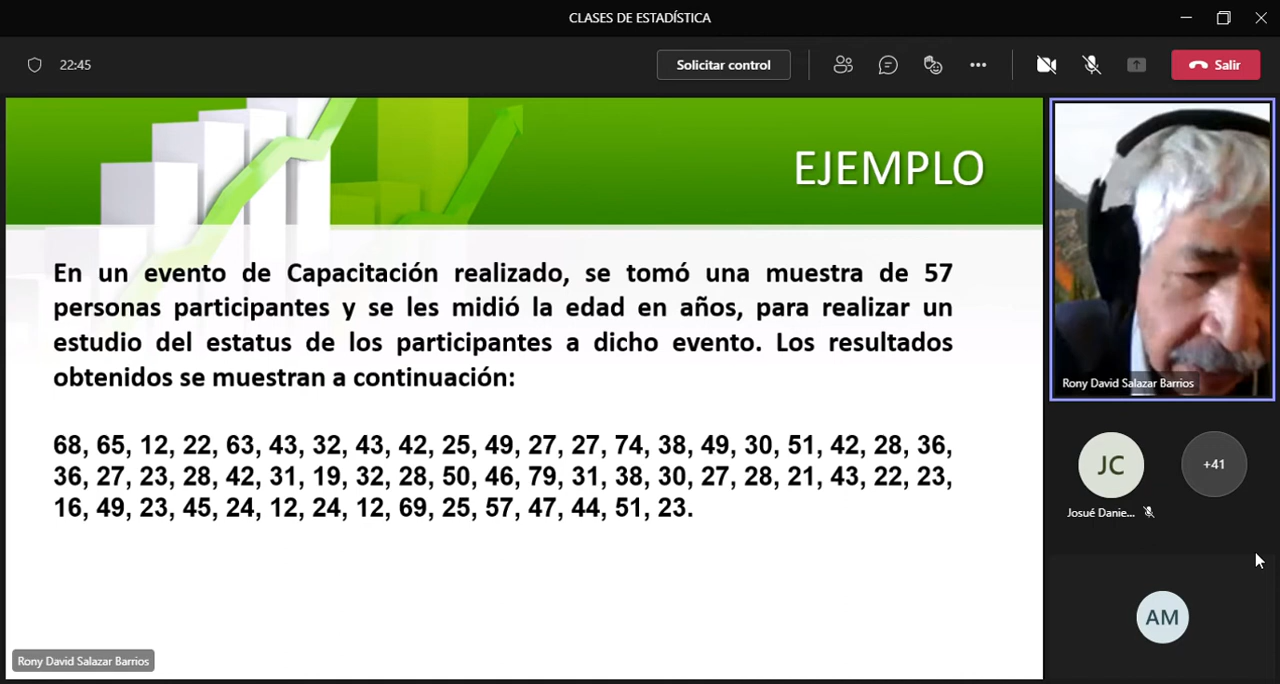 CLASES DE ESTADÍSTICA
22:45
Solicitar control
Salir
EJEMPLO
En un evento de Capacitación realizado, se tomó una muestra de 57
personas participantes y se les midió la edad en años, para realizar un
estudio del estatus de los participantes a dicho evento. Los resultados
obtenidos se muestran a continuación:
68, 65, 12, 22, 63, 43, 32, 43, 42, 25, 49, 27, 27, 74, 38, 49, 30, 51, 42, 28, 36,
36, 27, 23, 28, 42, 31, 19, 32, 28, 50, 46, 79, 31, 38, 30, 27, 28, 21, 43, 22, 23,
16, 49, 23, 45, 24, 12, 24, 12, 69, 25, 57, 47, 44, 51, 23.
Rony David Salazar Barrios
Rony David Salazar Barrios
JC
+41
Josué Danie...
AM